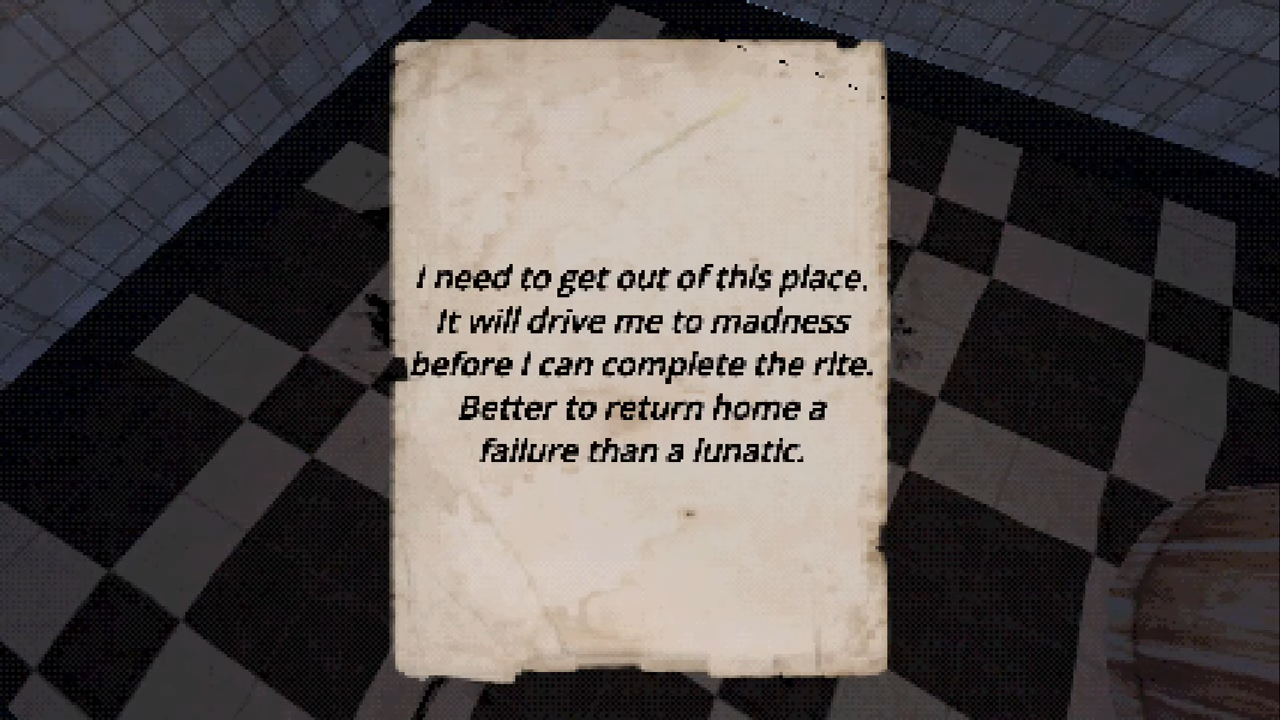 I need to get out of this place.
It will drive me to madness
before I can complete the rite.
Better to return home a
failure than a lunatic.